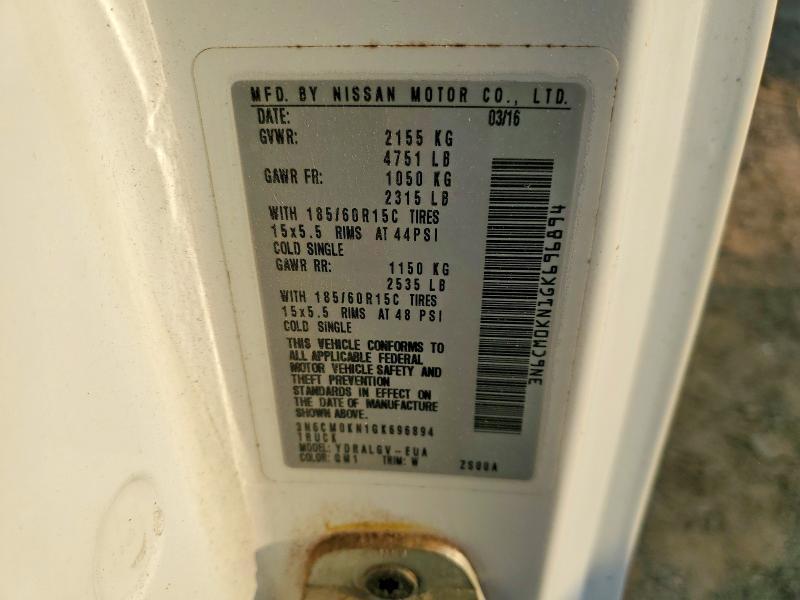 MFD. BY NISSAN MOTOR CO., LTD.
DATE: 03/16
GVWR: 2155 KG
4751 LB
GAWR FR: 1050 KG
2315 LB
WITH 185/60R15C TIRES
15x5.5 RIMS AT 44PSI
COLD SINGLE
GAWR RR: 1150 KG
2535 LB
WITH 185/60R15C TIRES
15x5.5 RIMS AT 48 PSI
COLD SINGLE
THIS VEHICLE CONFORMS TO
ALL APPLICABLE FEDERAL
MOTOR VEHICLE SAFETY AND
THEFT PREVENTION
STANDARDS IN EFFECT ON
THE DATE OF MANUFACTURE
SHOWN ABOVE.
3N6CM0KN1GK696894
TRUCK
MODEL: YDRALGV-EUA
COLOR: QM1 TRIM: W ZS00A
3N6CM0KN1GK696894